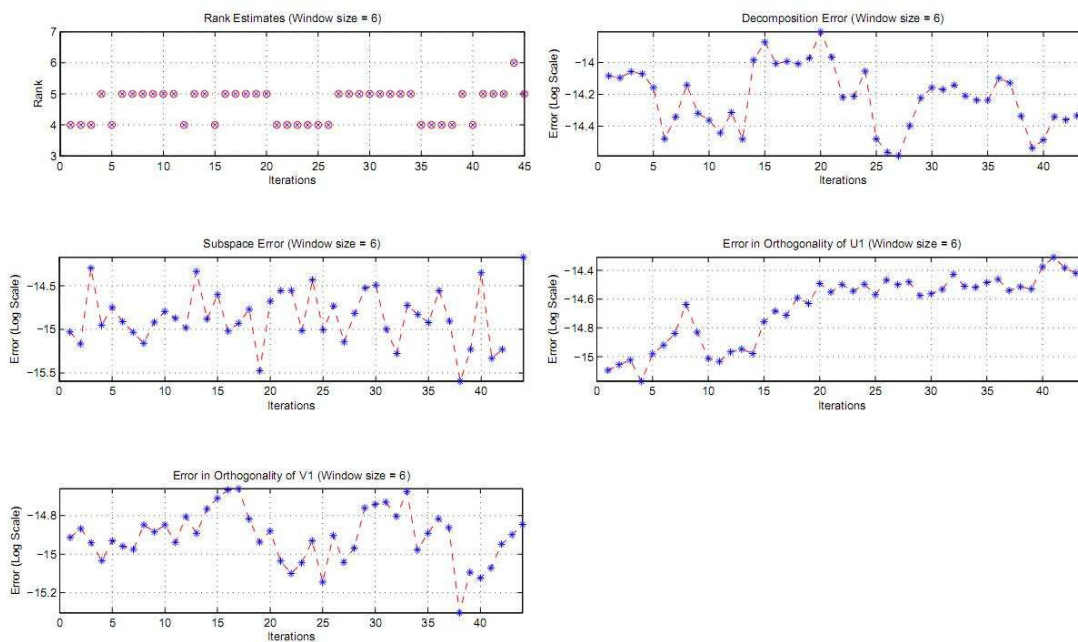 Rank Estimates (Window size = 6)
7
6
5
4
3
Rank
0 5 10 15 20 25 30 35 40 45
Iterations
Decomposition Error (Window size = 6)
−14
−14.2
−14.4
Error (Log Scale)
0 5 10 15 20 25 30 35 40
Iterations
Subspace Error (Window size = 6)
−14.5
−15
−15.5
Error (Log Scale)
0 5 10 15 20 25 30 35 40
Iterations
Error in Orthogonality of U1 (Window size = 6)
−14.4
−14.6
−14.8
−15
Error (Log Scale)
0 5 10 15 20 25 30 35 40
Iterations
Error in Orthogonality of V1 (Window size = 6)
−14.8
−15
−15.2
Error (Log Scale)
0 5 10 15 20 25 30 35 40
Iterations